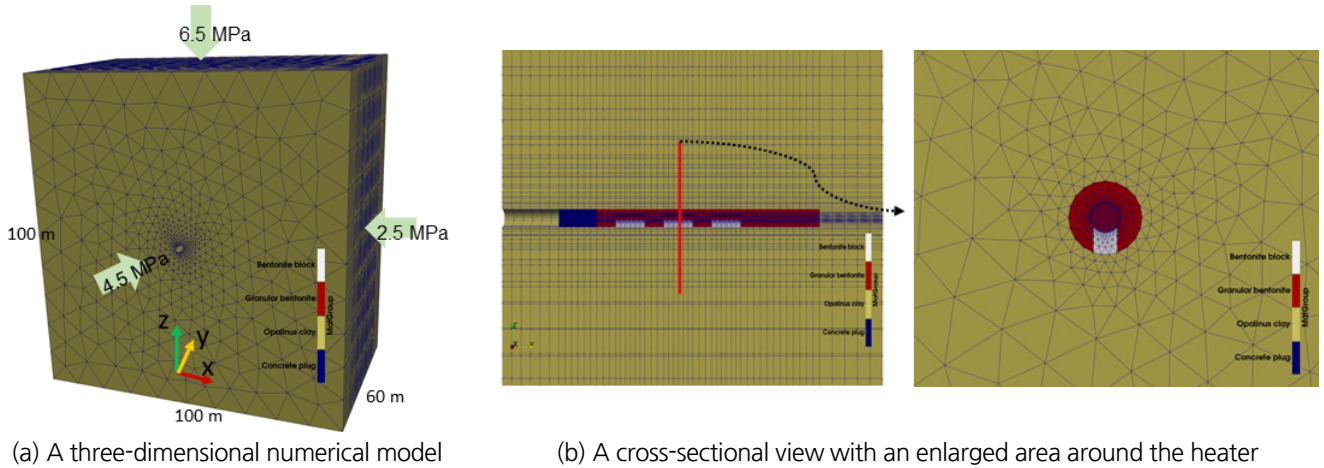 6.5 MPa
100 m
2.5 MPa
4.5 MPa
Bentonite block
Granular bentonite
Opalinus clay
Concrete plug
MatGroup
z
y
x
60 m
100 m
(a) A three-dimensional numerical model
Bentonite block
Granular bentonite
Opalinus clay
Concrete plug
MatGroup
Z
X
Y
Bentonite block
Granular bentonite
Opalinus clay
Concrete plug
MatGroup
(b) A cross-sectional view with an enlarged area around the heater